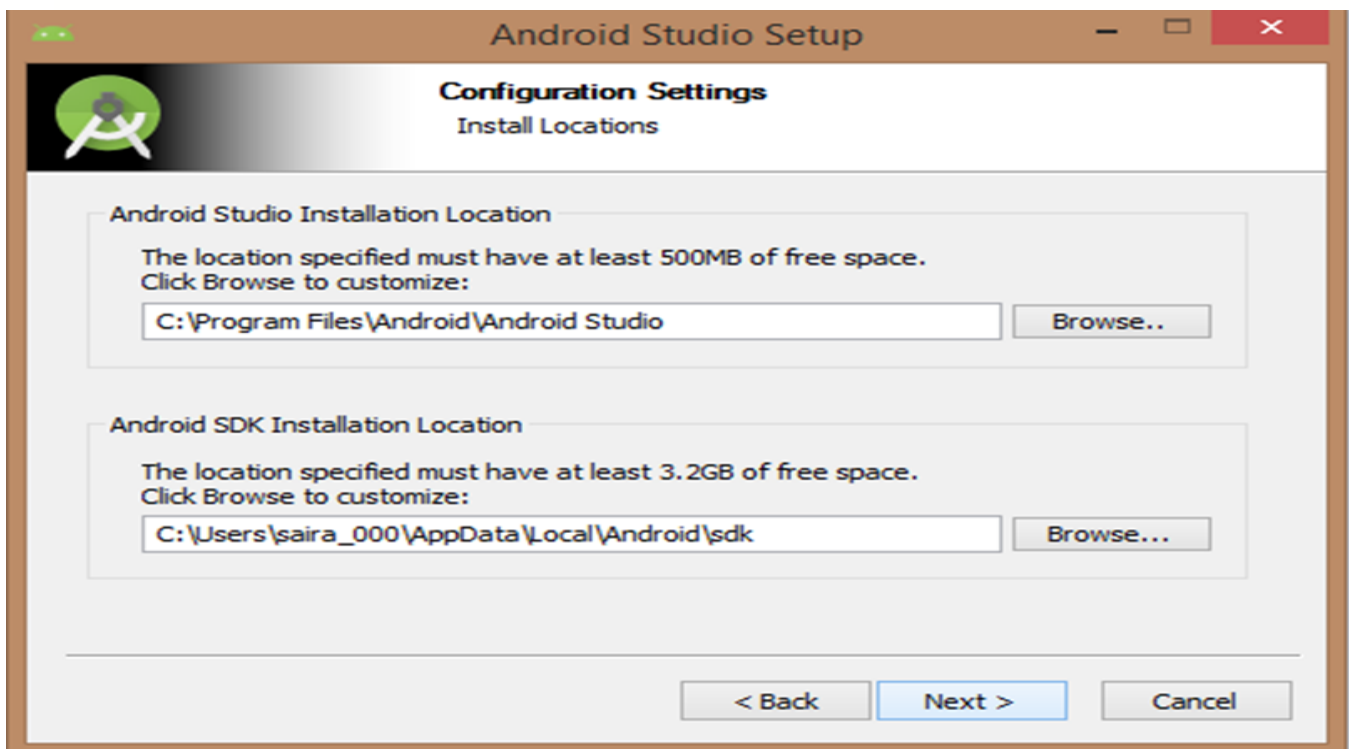 Android Studio Setup
Configuration Settings
Install Locations
Android Studio Installation Location
The location specified must have at least 500MB of free space.
Click Browse to customize:
C:\Program Files\Android\Android Studio
Browse..
Android SDK Installation Location
The location specified must have at least 3.2GB of free space.
Click Browse to customize:
C:\Users\saira_000\AppData\Local\Android\sdk
Browse...
< Back
Next >
Cancel